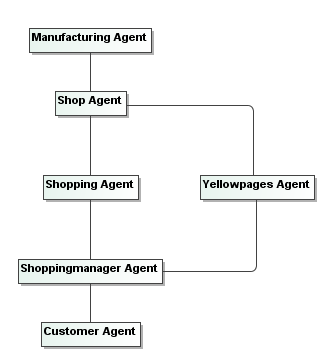 Manufacturing Agent
Shop Agent
Shopping Agent
Yellowpages Agent
Shoppingmanager Agent
Customer Agent